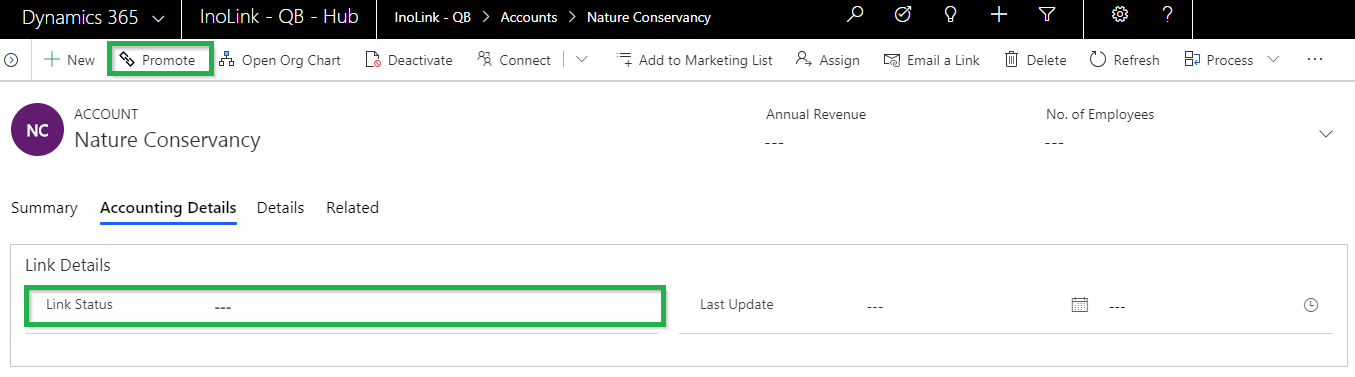 Dynamics 365 InoLink - QB - Hub InoLink - QB > Accounts > Nature Conservancy ?
+ New Promote Open Org Chart Deactivate Connect Add to Marketing List Assign Email a Link Delete Refresh Process ...
ACCOUNT
NC
Nature Conservancy
Annual Revenue
---
No. of Employees
---
Summary Accounting Details Details Related
Link Details
Link Status --- Last Update --- ---